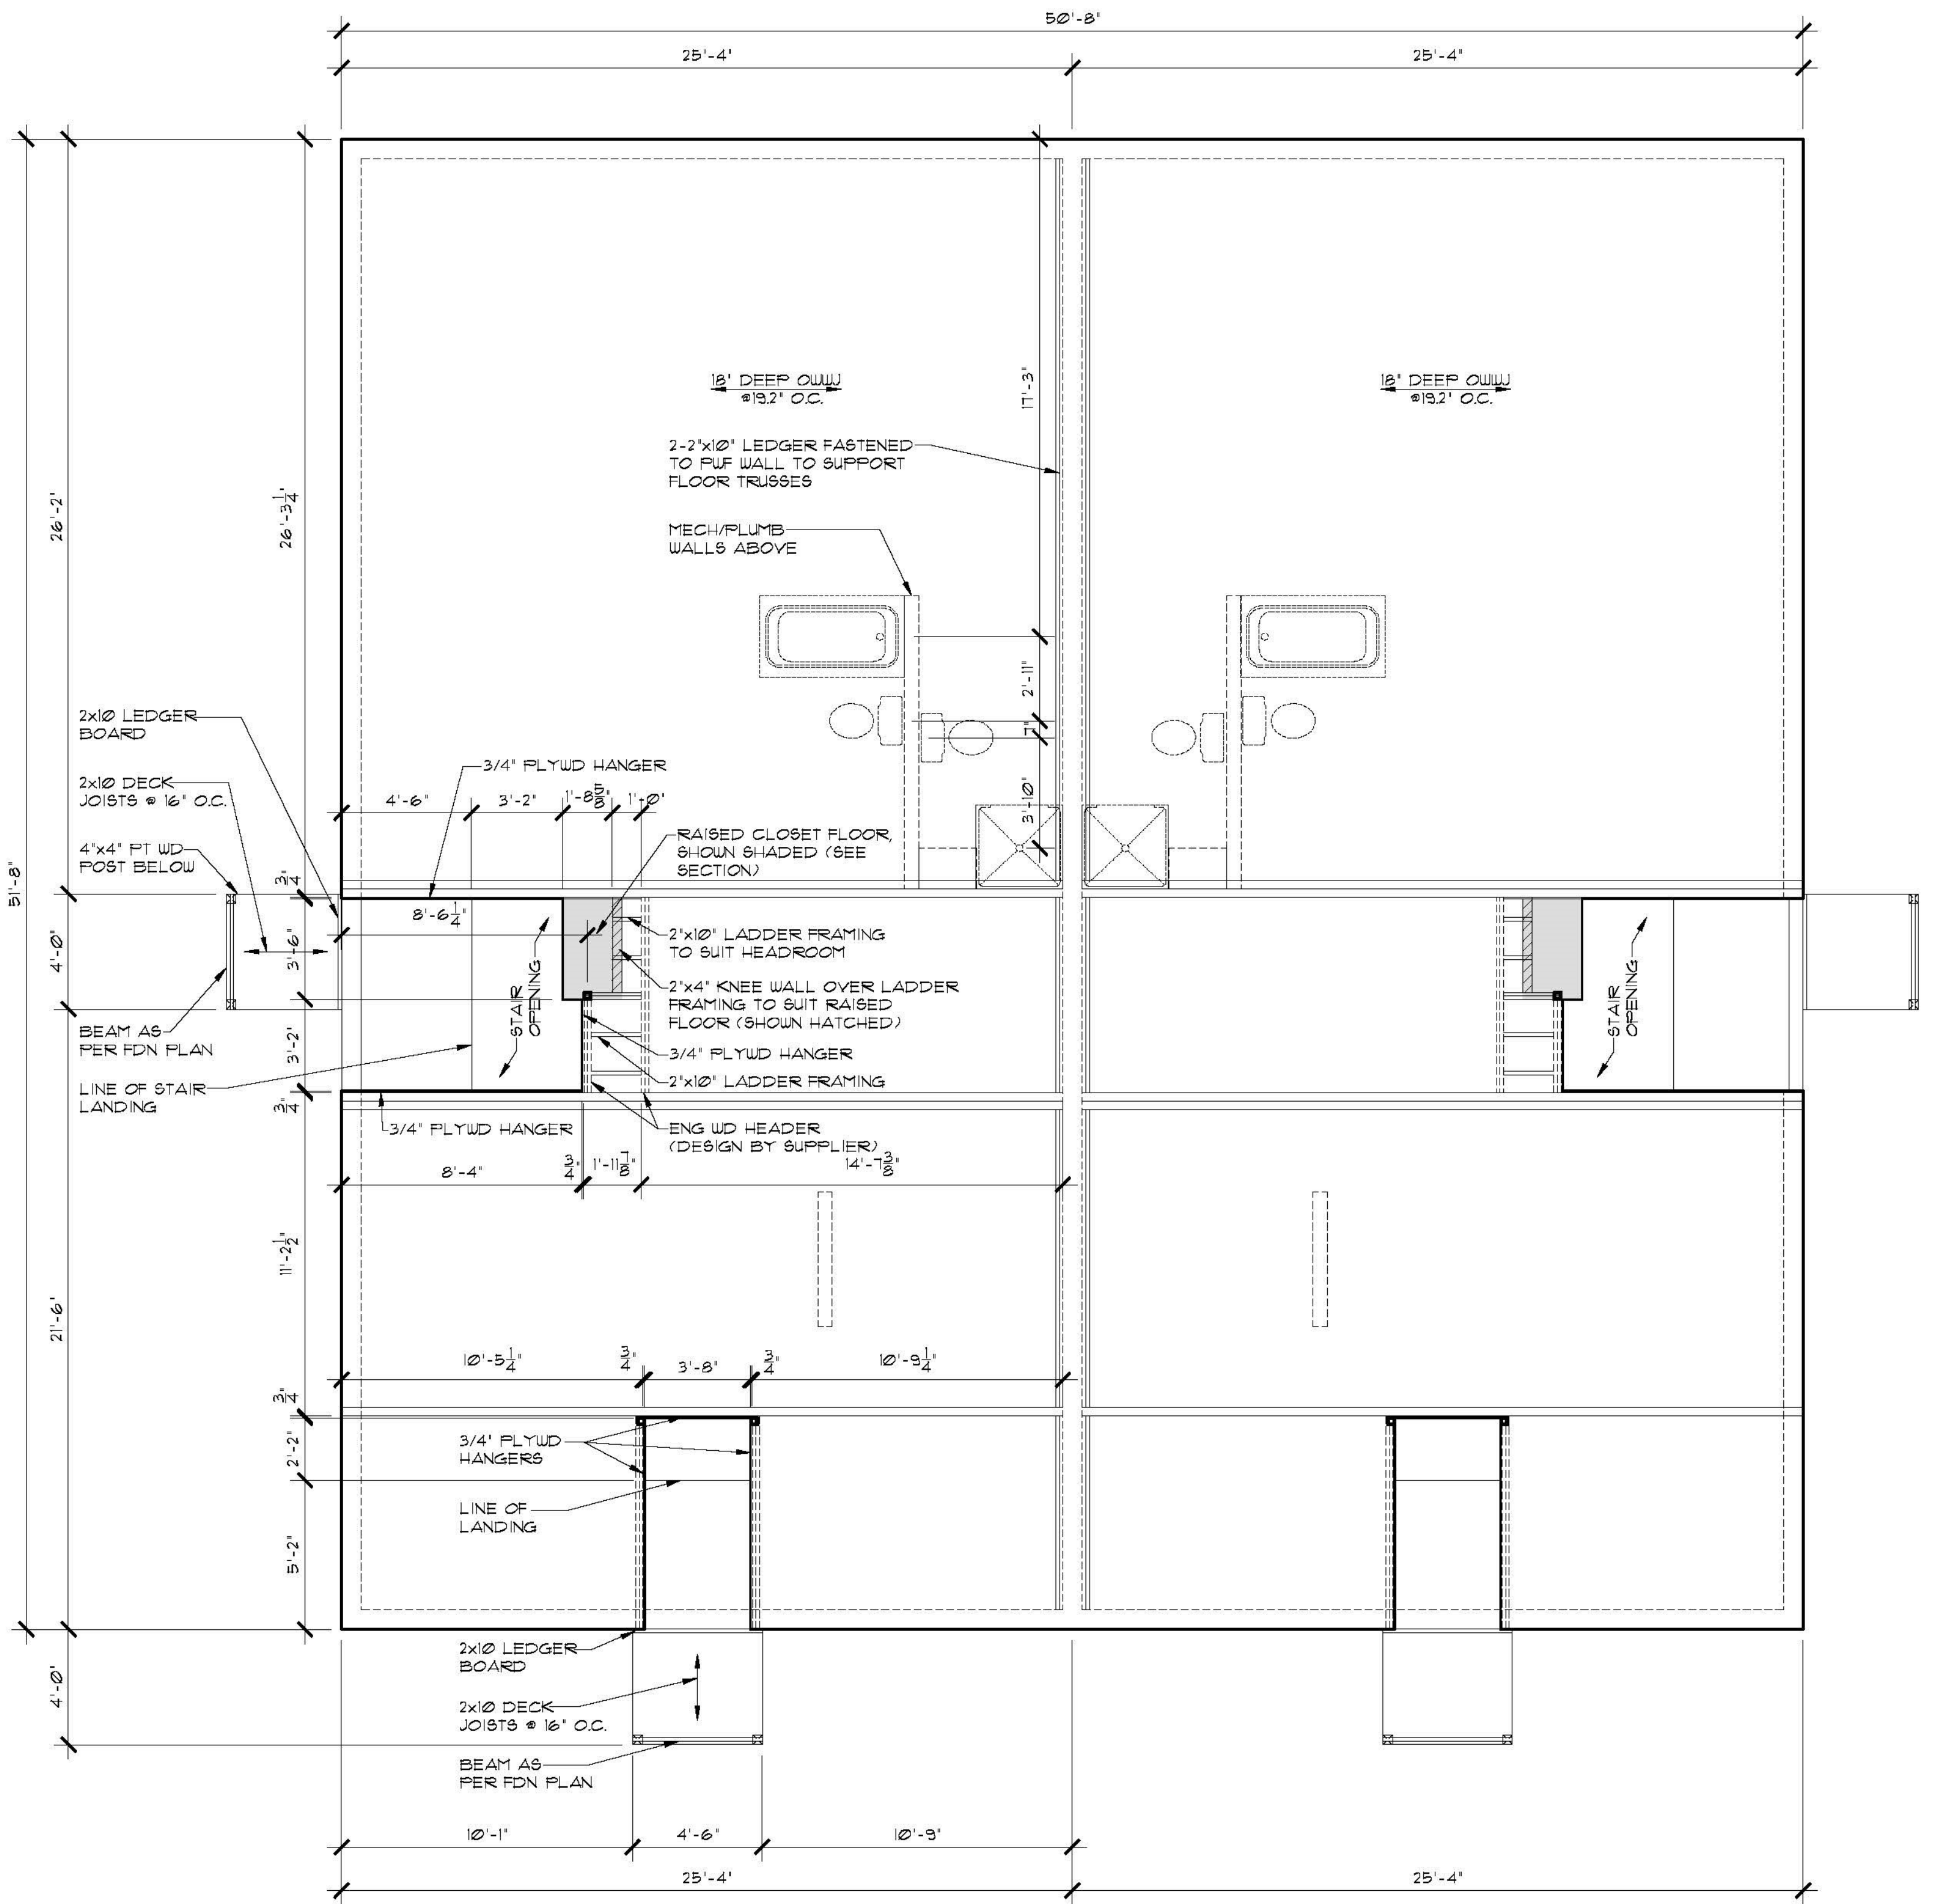 50'-8"
25'-4'
25'-4"
51'-8"
26'-2'
26'-3 1/4'
17'-3"
18' DEEP OWWJ
@19.2" O.C.
18" DEEP OWWJ
@19.2' O.C.
2-2"x10" LEDGER FASTENED
TO PWF WALL TO SUPPORT
FLOOR TRUSSES
MECH/PLUMB
WALLS ABOVE
2'-11"
7"
3'-10"
2x10 LEDGER
BOARD
2x10 DECK
JOISTS @ 16" O.C.
4"x4" PT WD
POST BELOW
3/4" PLYWD HANGER
4'-6"
3'-2"
1'-8 5/8"
1'-0'
RAISED CLOSET FLOOR,
SHOWN SHADED (SEE
SECTION)
3/4"
8'-6 1/4"
4'-0"
3'-6"
STAIR
OPENING
2"x10" LADDER FRAMING
TO SUIT HEADROOM
2"x4" KNEE WALL OVER LADDER
FRAMING TO SUIT RAISED
FLOOR (SHOWN HATCHED)
STAIR
OPENING
BEAM AS
PER FDN PLAN
3'-2'
3/4" PLYWD HANGER
2"x10" LADDER FRAMING
LINE OF STAIR
LANDING
3/4"
3/4" PLYWD HANGER
ENG WD HEADER
(DESIGN BY SUPPLIER)
8'-4"
3/4"
1'-11 7/8"
14'-7 3/8"
11'-2 1/2"
21'-6'
10'-5 1/4"
3/4"
3'-8"
3/4"
10'-9 1/4"
3/4"
2'-2"
3/4' PLYWD
HANGERS
LINE OF
LANDING
5'-2"
2x10 LEDGER
BOARD
4'-0'
2x10 DECK
JOISTS @ 16" O.C.
BEAM AS
PER FDN PLAN
10'-1"
4'-6"
10'-9"
25'-4'
25'-4"